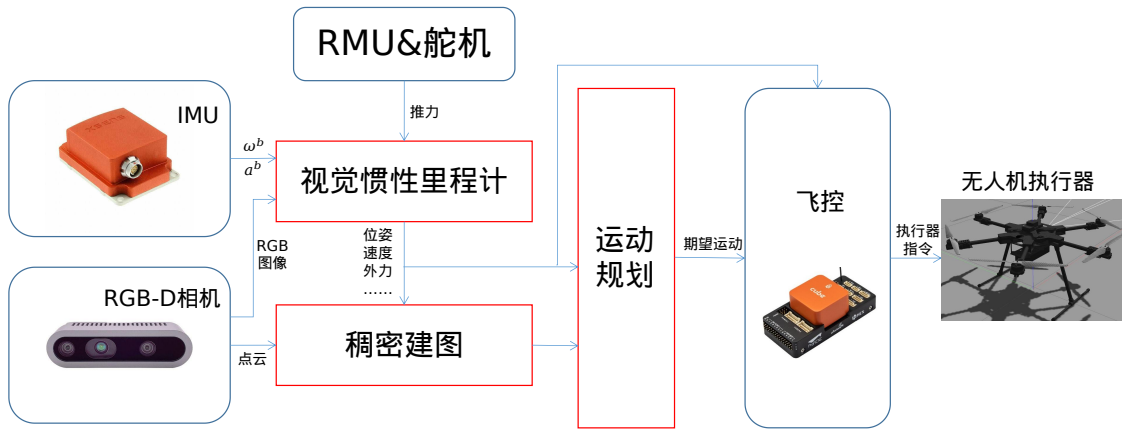 RMU&舵机
推力
IMU
ω^b
a^b
视觉惯性里程计
RGB
图像
位姿
速度
外力
……
RGB-D相机
点云
稠密建图
运动
规划
期望运动
飞控
cube
执行器
指令
无人机执行器